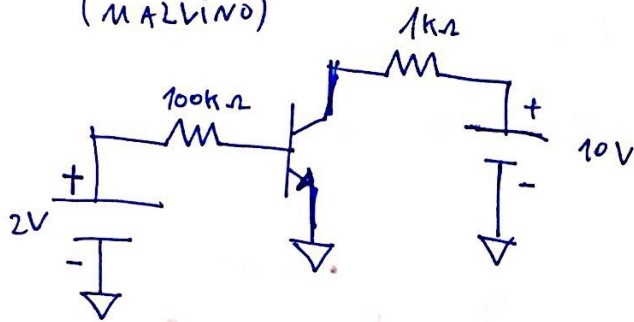 (MALVINO)
1KΩ
100KΩ
+
10V
-
+
2V
-